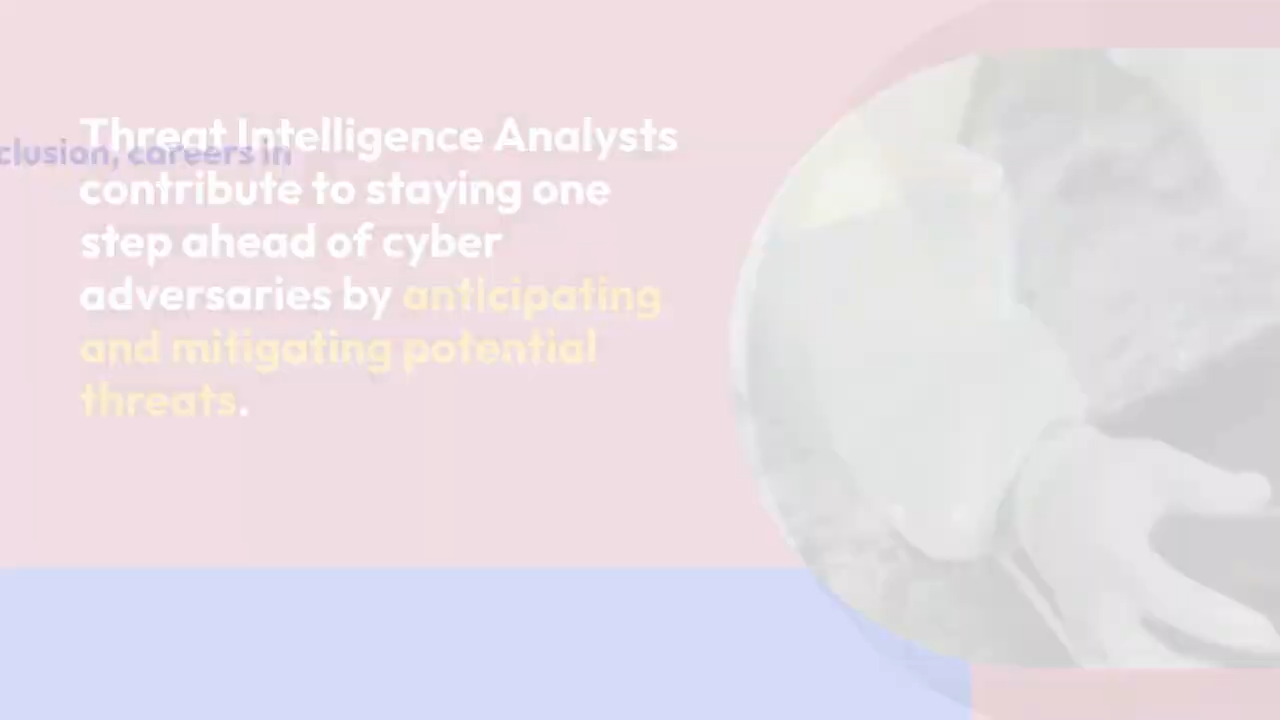 Threat Intelligence Analysts
clusion, careers in
contribute to staying one
step ahead of cyber
adversaries by anticipating
and mitigating potential
threats.